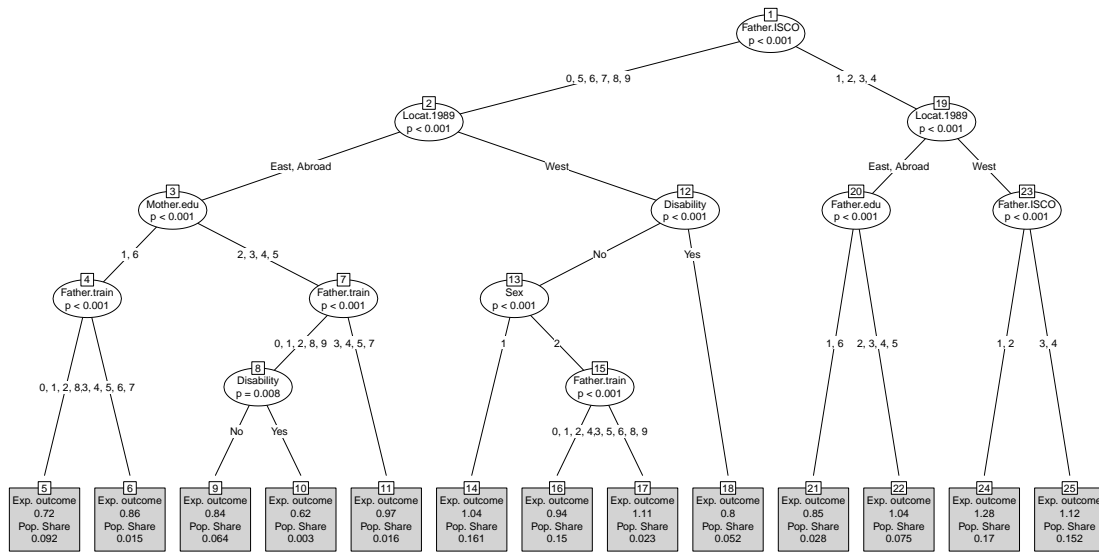 1
Father.ISCO
p < 0.001
0, 5, 6, 7, 8, 9
1, 2, 3, 4
2
Locat.1989
p < 0.001
19
Locat.1989
p < 0.001
East, Abroad
West
East, Abroad
West
3
Mother.edu
p < 0.001
12
Disability
p < 0.001
20
Father.edu
p < 0.001
23
Father.ISCO
p < 0.001
1, 6
2, 3, 4, 5
No
Yes
4
Father.train
p < 0.001
7
Father.train
p < 0.001
13
Sex
p < 0.001
0, 1, 2, 8, 9
3, 4, 5, 7
1
2
1, 6
2, 3, 4, 5
1, 2
3, 4
8
Disability
p = 0.008
15
Father.train
p < 0.001
0, 1, 2, 8,
3, 4, 5, 6, 7
No
Yes
0, 1, 2, 4,
3, 5, 6, 8, 9
5
Exp. outcome
0.72
Pop. Share
0.092
6
Exp. outcome
0.86
Pop. Share
0.015
9
Exp. outcome
0.84
Pop. Share
0.064
10
Exp. outcome
0.62
Pop. Share
0.003
11
Exp. outcome
0.97
Pop. Share
0.016
14
Exp. outcome
1.04
Pop. Share
0.161
16
Exp. outcome
0.94
Pop. Share
0.15
17
Exp. outcome
1.11
Pop. Share
0.023
18
Exp. outcome
0.8
Pop. Share
0.052
21
Exp. outcome
0.85
Pop. Share
0.028
22
Exp. outcome
1.04
Pop. Share
0.075
24
Exp. outcome
1.28
Pop. Share
0.17
25
Exp. outcome
1.12
Pop. Share
0.152